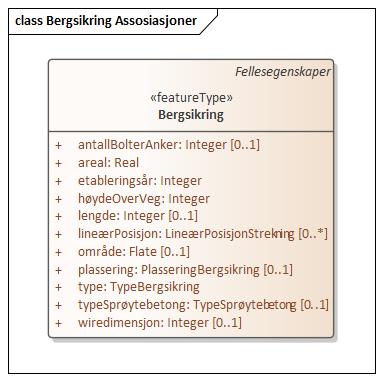 class Bergsikring Assosiasjoner
Fellesegenskaper
«featureType»
Bergsikring
+ antallBolterAnker: Integer [0..1]
+ areal: Real
+ etableringsår: Integer
+ høydeOverVeg: Integer
+ lengde: Integer [0..1]
+ lineærPosisjon: LineærPosisjonStrekning [0..*]
+ område: Flate [0..1]
+ plassering: PlasseringBergsikring [0..1]
+ type: TypeBergsikring
+ typeSprøytebetong: TypeSprøytebetong [0..1]
+ wiredimensjon: Integer [0..1]